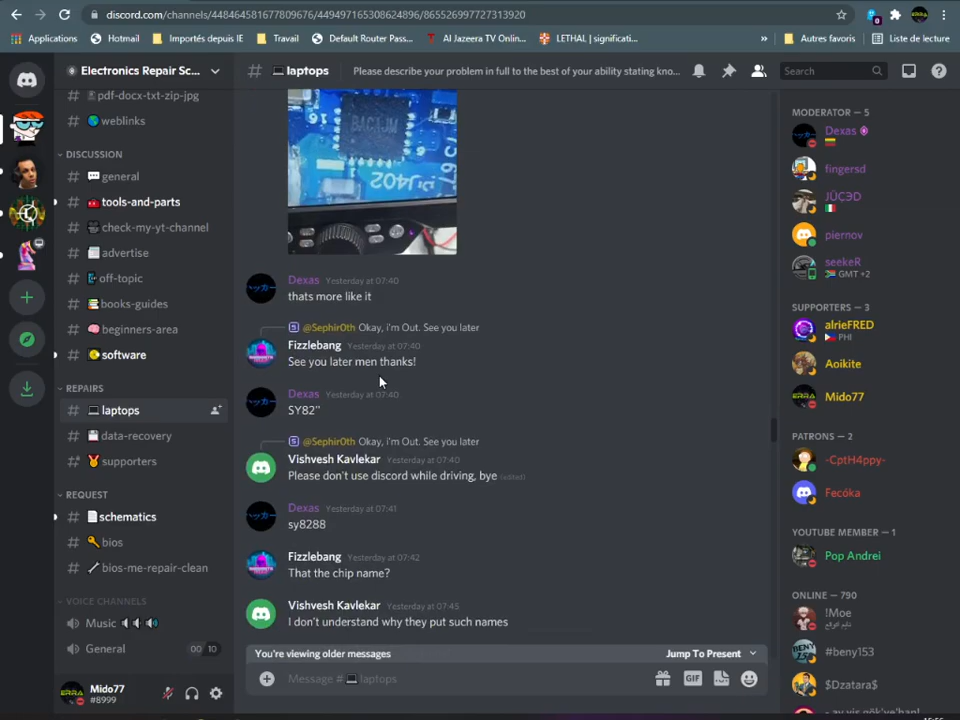 discord.com/channels/448464581677809676/449497165308624896/865526997727313920
Applications
Hotmail
Importés depuis IE
Travail
Default Router Pass...
Al Jazeera TV Onlin...
LETHAL | significati...
»
Autres favoris
Liste de lecture
Electronics Repair Sc...
# laptops
Please describe your problem in full to the best of your ability stating kno...
Search
# pdf-docx-txt-zip-jpg
# weblinks
DISCUSSION
# general
# tools-and-parts
# check-my-yt-channel
# advertise
# off-topic
# books-guides
# beginners-area
# software
REPAIRS
# laptops
# data-recovery
# supporters
REQUEST
# schematics
# bios
# bios-me-repair-clean
VOICE CHANNELS
Music
General
00 10
Mido77
#8999
16
PJ402
Dexas Yesterday at 07:40
thats more like it
@Sephir0th Okay, i'm Out. See you later
Fizzlebang Yesterday at 07:40
See you later men thanks!
Dexas Yesterday at 07:40
SY82"
@Sephir0th Okay, i'm Out. See you later
Vishvesh Kavlekar Yesterday at 07:40
Please don't use discord while driving, bye (edited)
Dexas Yesterday at 07:41
sy8288
Fizzlebang Yesterday at 07:42
That the chip name?
Vishvesh Kavlekar Yesterday at 07:45
I don't understand why they put such names
You're viewing older messages
Jump To Present
Message # laptops
GIF
MODERATOR — 5
Dexas
fingersd
JÛÇΞD
piernov
seekeR
GMT +2
SUPPORTERS — 3
alrieFRED
PHI
Aoikite
Mido77
PATRONS — 2
-CptH4ppy-
Fecóka
YOUTUBE MEMBER — 1
Pop Andrei
ONLINE — 790
!Moe
#beny153
$Dzatara$